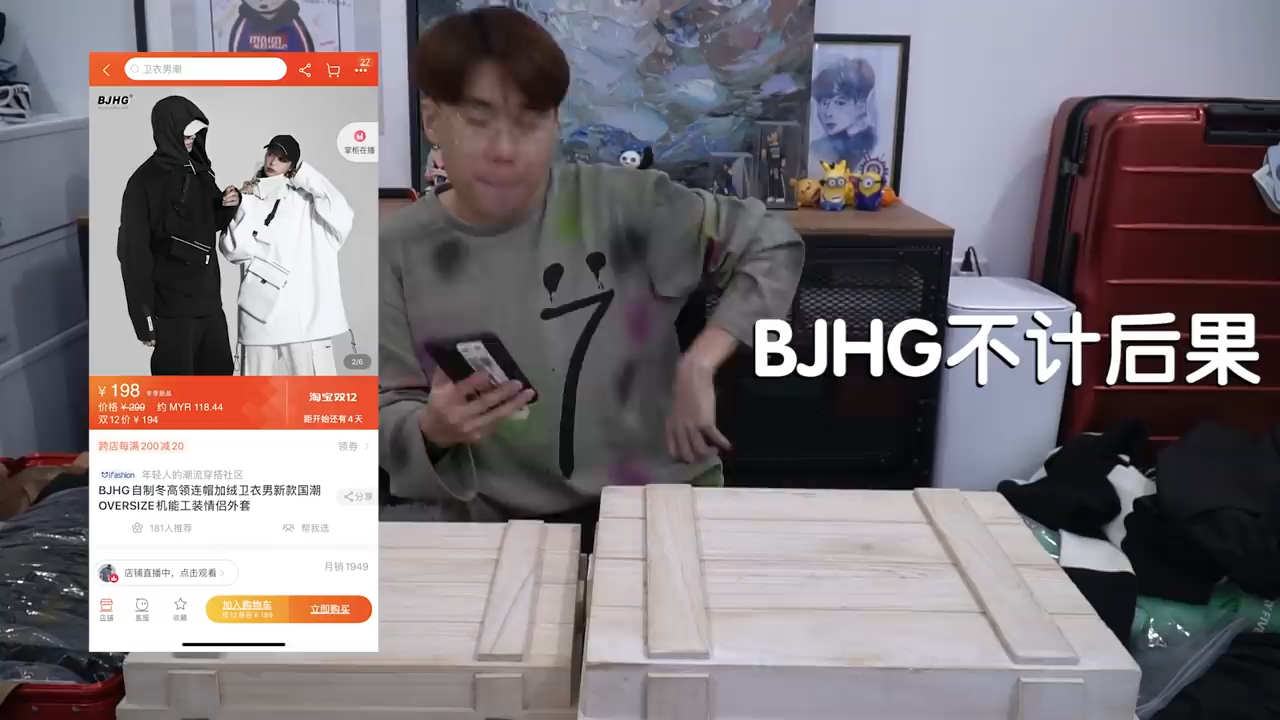 22
卫衣男潮
BJHG
掌柜在播
2/6
¥ 198 冬季新品
价格 ¥ 299 约 MYR 118.44
双12价 ¥ 194
淘宝双12
距开始还有4天
跨店每满200减20
领券
iFashion 年轻人的潮流穿搭社区
BJHG自制冬高领连帽加绒卫衣男新款国潮
OVERSIZE机能工装情侣外套
分享
181人推荐
帮我选
店铺直播中，点击观看
月销 1949
店铺
客服
收藏
加入购物车
立即购买
BJHG不计后果